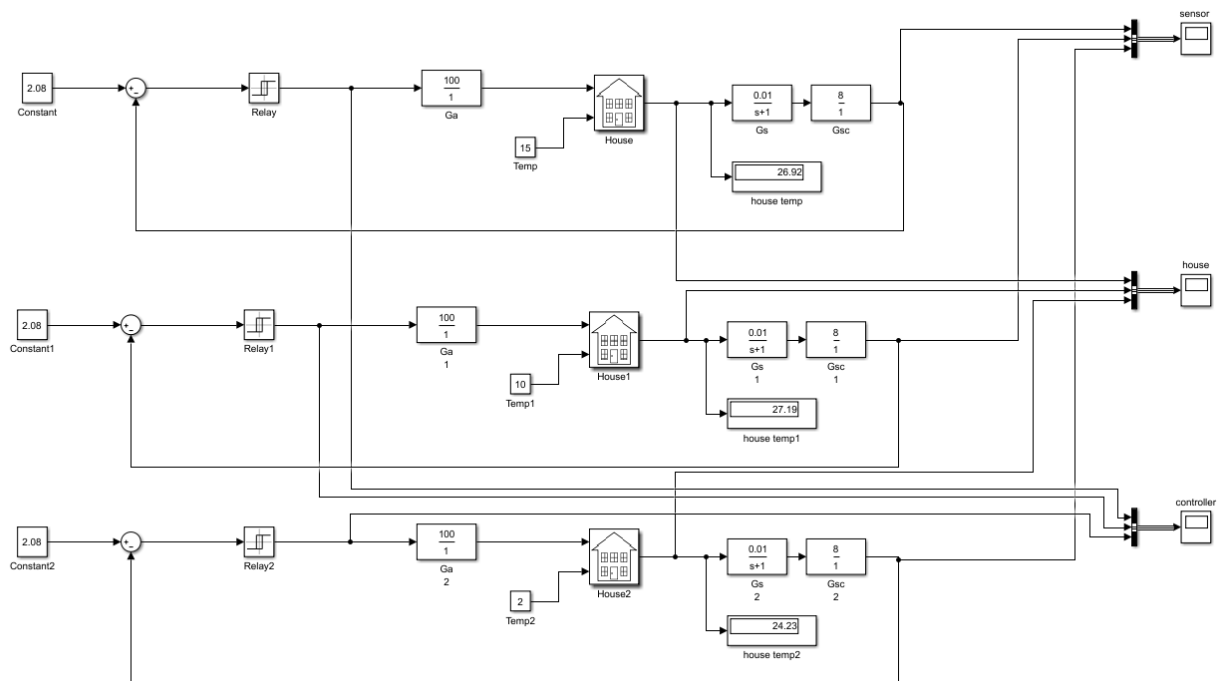 sensor
2.08
Constant
+
−
Relay
100
1
Ga
15
Temp
House
0.01
s+1
Gs
8
1
Gsc
26.92
house temp
house
2.08
Constant1
+
−
Relay1
100
1
Ga
1
10
Temp1
House1
0.01
s+1
Gs
1
8
1
Gsc
1
27.19
house temp1
controller
2.08
Constant2
+
−
Relay2
100
1
Ga
2
2
Temp2
House2
0.01
s+1
Gs
2
8
1
Gsc
2
24.23
house temp2